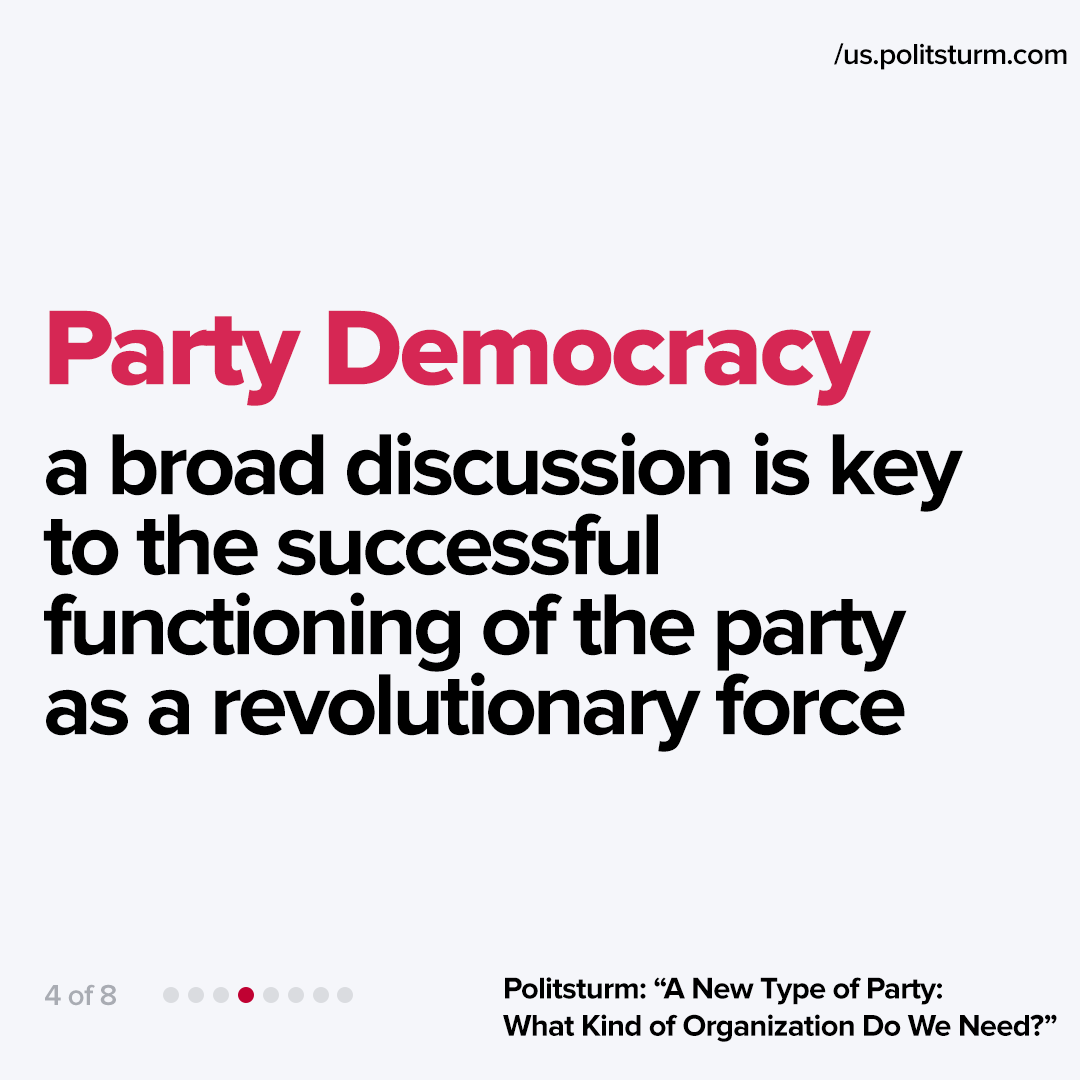 /us.politsturm.com
Party Democracy
a broad discussion is key
to the successful
functioning of the party
as a revolutionary force
4 of 8
Politsturm: “A New Type of Party:
What Kind of Organization Do We Need?”